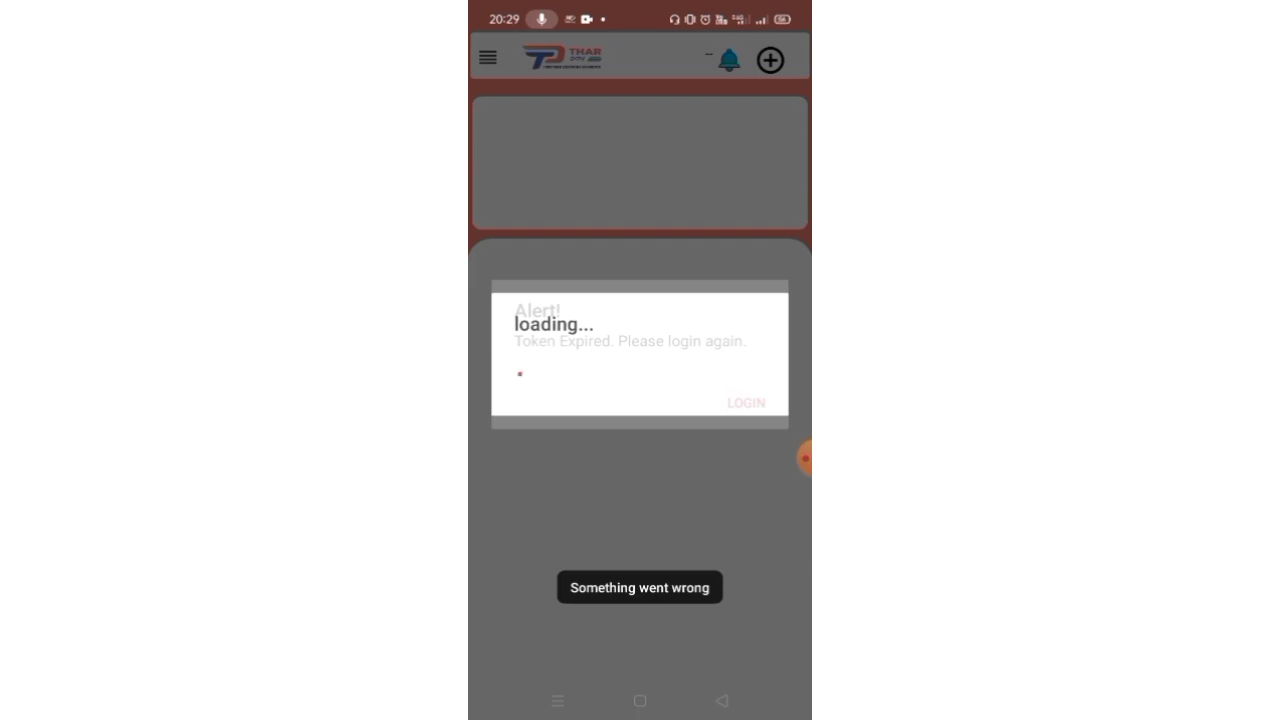 20:29
THAR
Alert!
loading...
Token Expired. Please login again.
LOGIN
Something went wrong